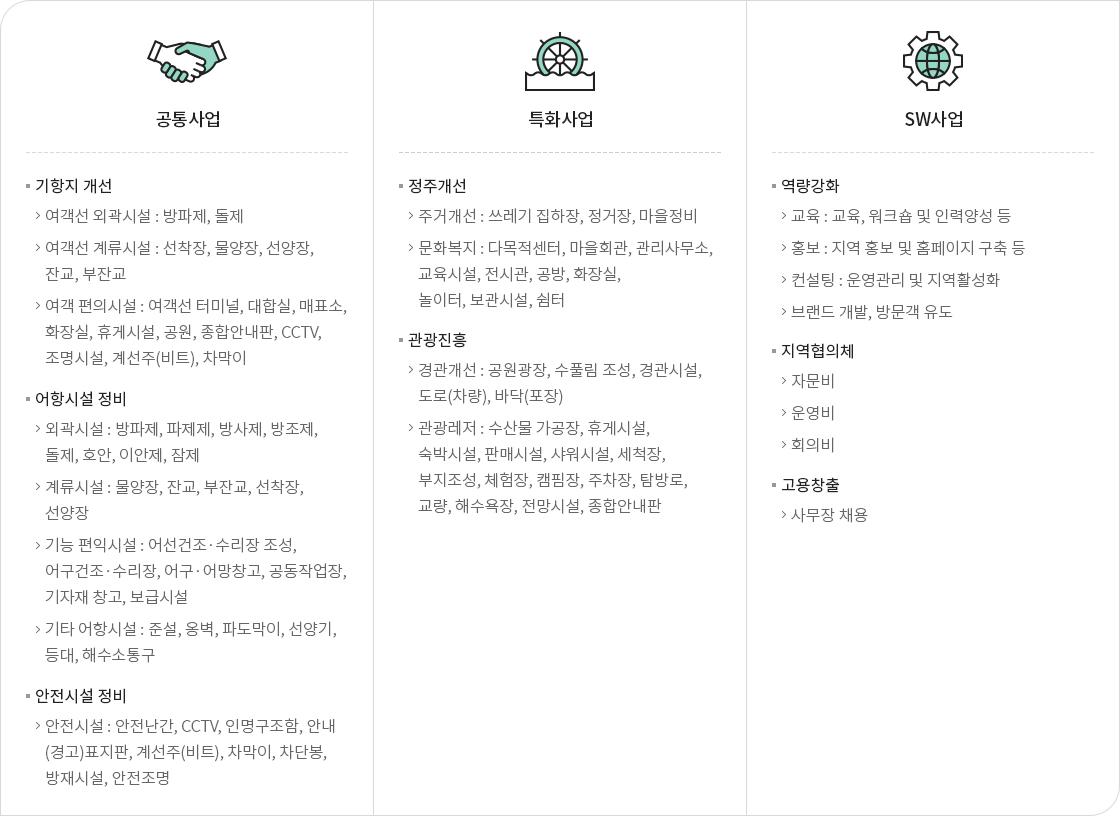 공통사업
기항지 개선
여객선 외곽시설 : 방파제, 돌제
여객선 계류시설 : 선착장, 물양장, 선양장,
잔교, 부잔교
여객 편의시설 : 여객선 터미널, 대합실, 매표소,
화장실, 휴게시설, 공원, 종합안내판, CCTV,
조명시설, 계선주(비트), 차막이
어항시설 정비
외곽시설 : 방파제, 파제제, 방사제, 방조제,
돌제, 호안, 이안제, 잠제
계류시설 : 물양장, 잔교, 부잔교, 선착장,
선양장
기능 편익시설 : 어선건조·수리장 조성,
어구건조·수리장, 어구·어망창고, 공동작업장,
기자재 창고, 보급시설
기타 어항시설 : 준설, 옹벽, 파도막이, 선양기,
등대, 해수소통구
안전시설 정비
안전시설 : 안전난간, CCTV, 인명구조함, 안내
(경고)표지판, 계선주(비트), 차막이, 차단봉,
방재시설, 안전조명
특화사업
정주개선
주거개선 : 쓰레기 집하장, 정거장, 마을정비
문화복지 : 다목적센터, 마을회관, 관리사무소,
교육시설, 전시관, 공방, 화장실,
놀이터, 보관시설, 쉼터
관광진흥
경관개선 : 공원광장, 수풀림 조성, 경관시설,
도로(차량), 바닥(포장)
관광레저 : 수산물 가공장, 휴게시설,
숙박시설, 판매시설, 샤워시설, 세척장,
부지조성, 체험장, 캠핑장, 주차장, 탐방로,
교량, 해수욕장, 전망시설, 종합안내판
SW사업
역량강화
교육 : 교육, 워크숍 및 인력양성 등
홍보 : 지역 홍보 및 홈페이지 구축 등
컨설팅 : 운영관리 및 지역활성화
브랜드 개발, 방문객 유도
지역협의체
자문비
운영비
회의비
고용창출
사무장 채용